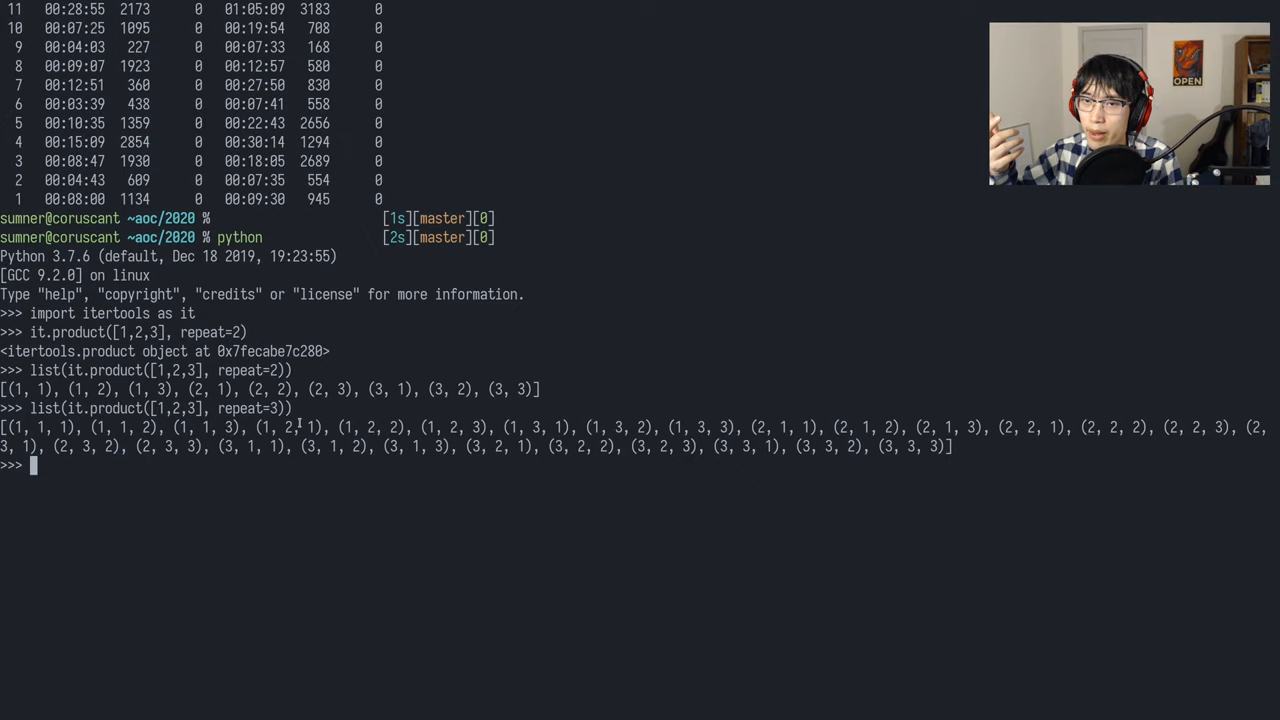 11 00:28:55 2173 0 01:05:09 3183 0
10 00:07:25 1095 0 00:19:54 708 0
9 00:04:03 227 0 00:07:33 168 0
8 00:09:07 1923 0 00:12:57 580 0
7 00:12:51 360 0 00:27:50 830 0
6 00:03:39 438 0 00:07:41 558 0
5 00:10:35 1359 0 00:22:43 2656 0
4 00:15:09 2854 0 00:30:14 1294 0
3 00:08:47 1930 0 00:18:05 2689 0
2 00:04:43 609 0 00:07:35 554 0
1 00:08:00 1134 0 00:09:30 945 0
sumner@coruscant ~aoc/2020 % [1s][master][0]
sumner@coruscant ~aoc/2020 % python [2s][master][0]
Python 3.7.6 (default, Dec 18 2019, 19:23:55)
[GCC 9.2.0] on linux
Type "help", "copyright", "credits" or "license" for more information.
>>> import itertools as it
>>> it.product([1,2,3], repeat=2)
<itertools.product object at 0x7fecabe7c280>
>>> list(it.product([1,2,3], repeat=2))
[(1, 1), (1, 2), (1, 3), (2, 1), (2, 2), (2, 3), (3, 1), (3, 2), (3, 3)]
>>> list(it.product([1,2,3], repeat=3))
[(1, 1, 1), (1, 1, 2), (1, 1, 3), (1, 2, 1), (1, 2, 2), (1, 2, 3), (1, 3, 1), (1, 3, 2), (1, 3, 3), (2, 1, 1), (2, 1, 2), (2, 1, 3), (2, 2, 1), (2, 2, 2), (2, 2, 3), (2,
3, 1), (2, 3, 2), (2, 3, 3), (3, 1, 1), (3, 1, 2), (3, 1, 3), (3, 2, 1), (3, 2, 2), (3, 2, 3), (3, 3, 1), (3, 3, 2), (3, 3, 3)]
>>>
OPEN